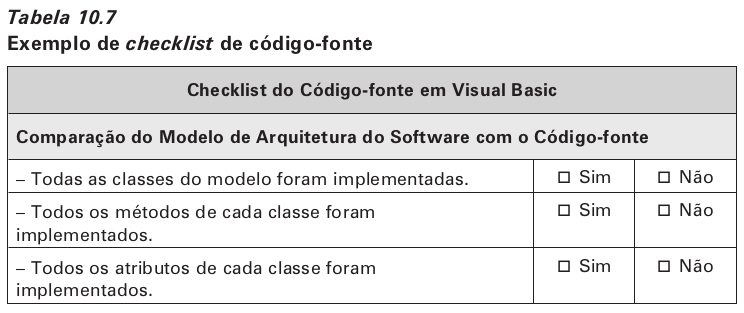 Tabela 10.7
Exemplo de checklist de código-fonte
Checklist do Código-fonte em Visual Basic
Comparação do Modelo de Arquitetura do Software com o Código-fonte
– Todas as classes do modelo foram implementadas. □ Sim □ Não
– Todos os métodos de cada classe foram □ Sim □ Não
implementados.
– Todos os atributos de cada classe foram □ Sim □ Não
implementados.